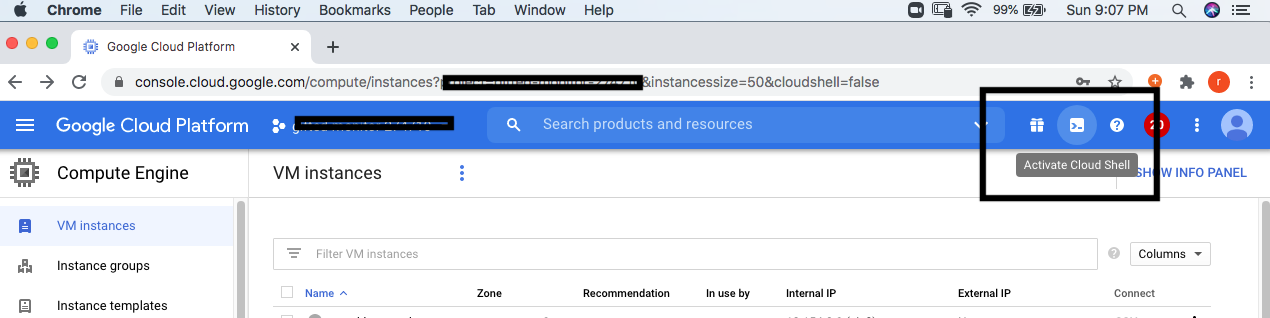 Chrome File Edit View History Bookmarks People Tab Window Help 99% Sun 9:07 PM
Google Cloud Platform
console.cloud.google.com/compute/instances? &instancessize=50&cloudshell=false r
Google Cloud Platform Search products and resources 20
Activate Cloud Shell
Compute Engine VM instances SHOW INFO PANEL
VM instances
Filter VM instances Columns
Instance groups
Name Zone Recommendation In use by Internal IP External IP Connect
Instance templates